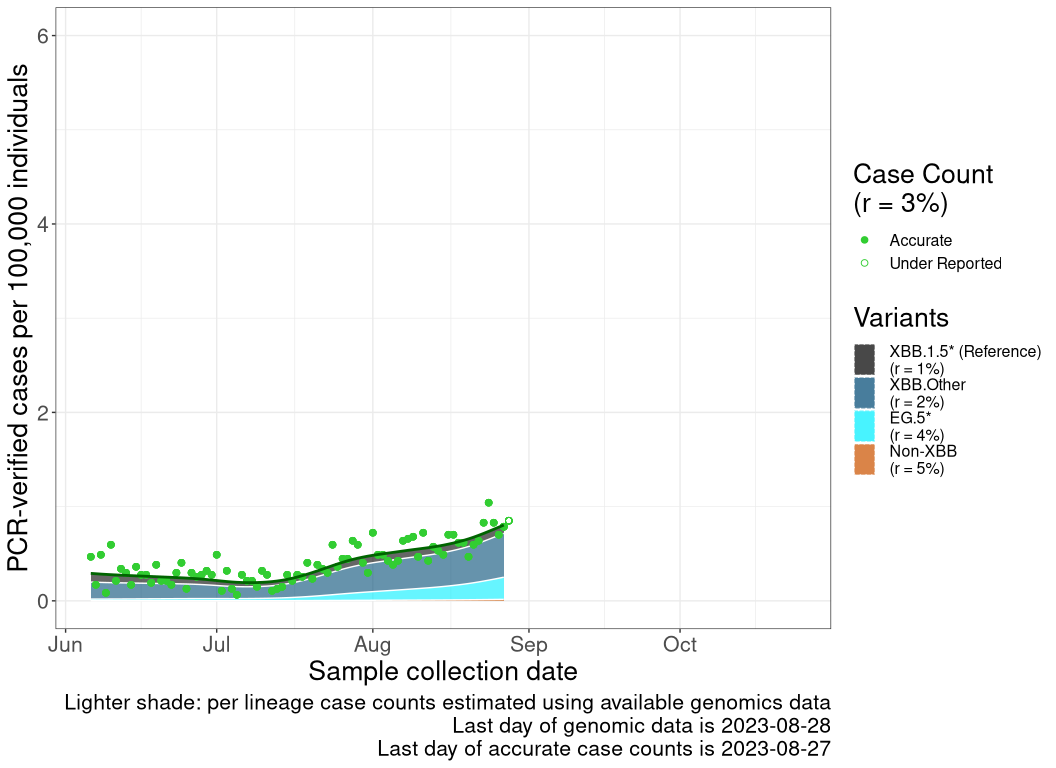 PCR-verified cases per 100,000 individuals
6
4
2
0
Jun Jul Aug Sep Oct
Sample collection date
Lighter shade: per lineage case counts estimated using available genomics data
Last day of genomic data is 2023-08-28
Last day of accurate case counts is 2023-08-27
Case Count
(r = 3%)
Accurate
Under Reported
Variants
XBB.1.5* (Reference)
(r = 1%)
XBB.Other
(r = 2%)
EG.5*
(r = 4%)
Non-XBB
(r = 5%)